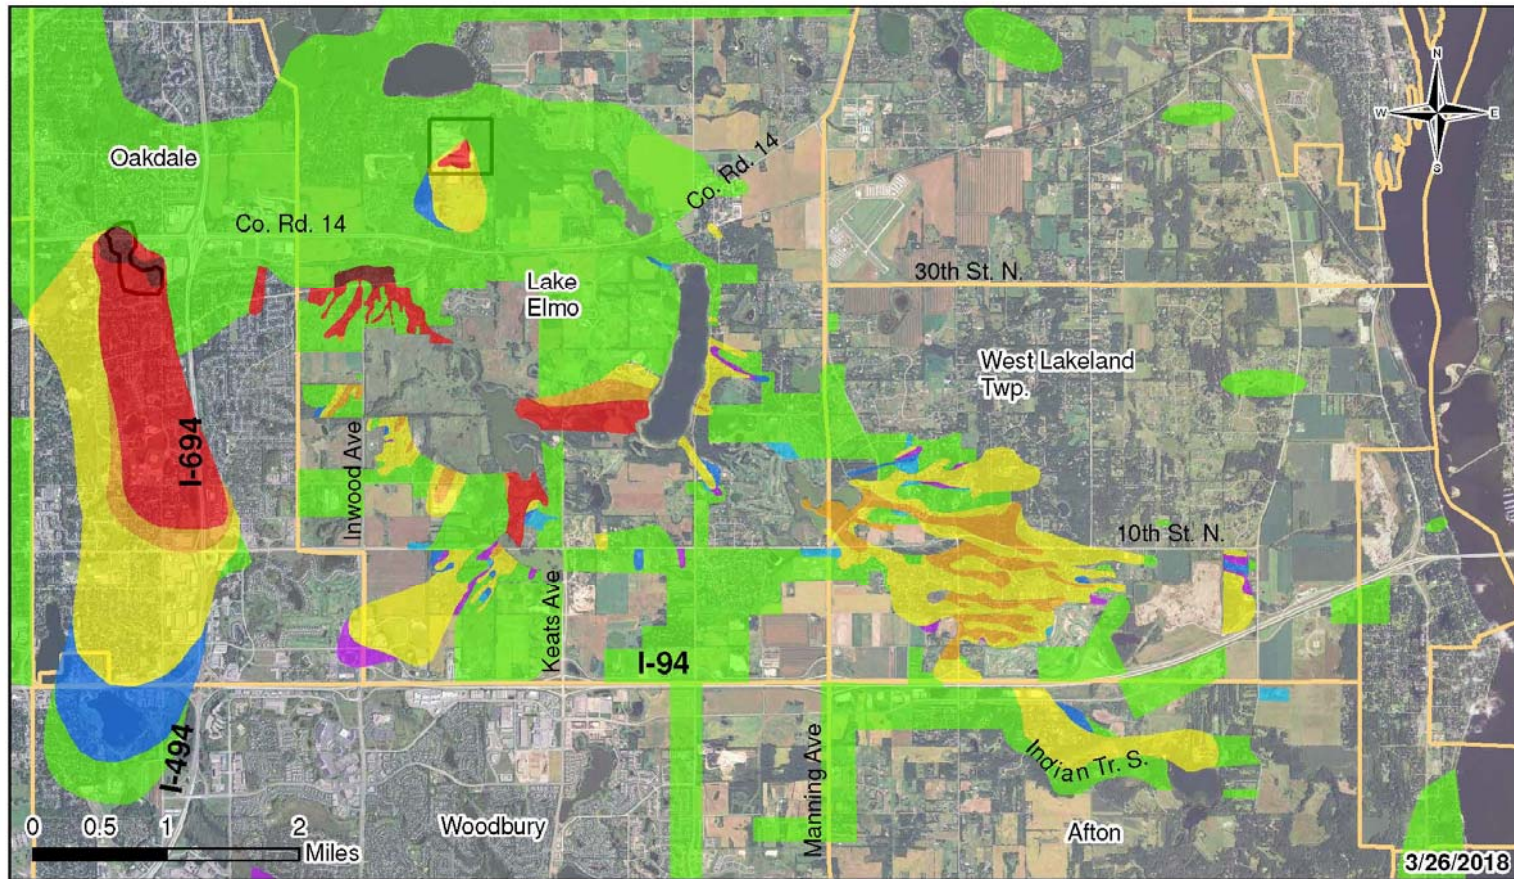 N
W E
S
Oakdale
Co. Rd. 14
Co. Rd. 14
30th St. N.
Lake
Elmo
West Lakeland
Twp.
I-694
Inwood Ave
10th St. N.
Keats Ave
I-94
Manning Ave
I-494
Indian Tr. S.
0 0.5 1 2
Miles
Woodbury
Afton
3/26/2018